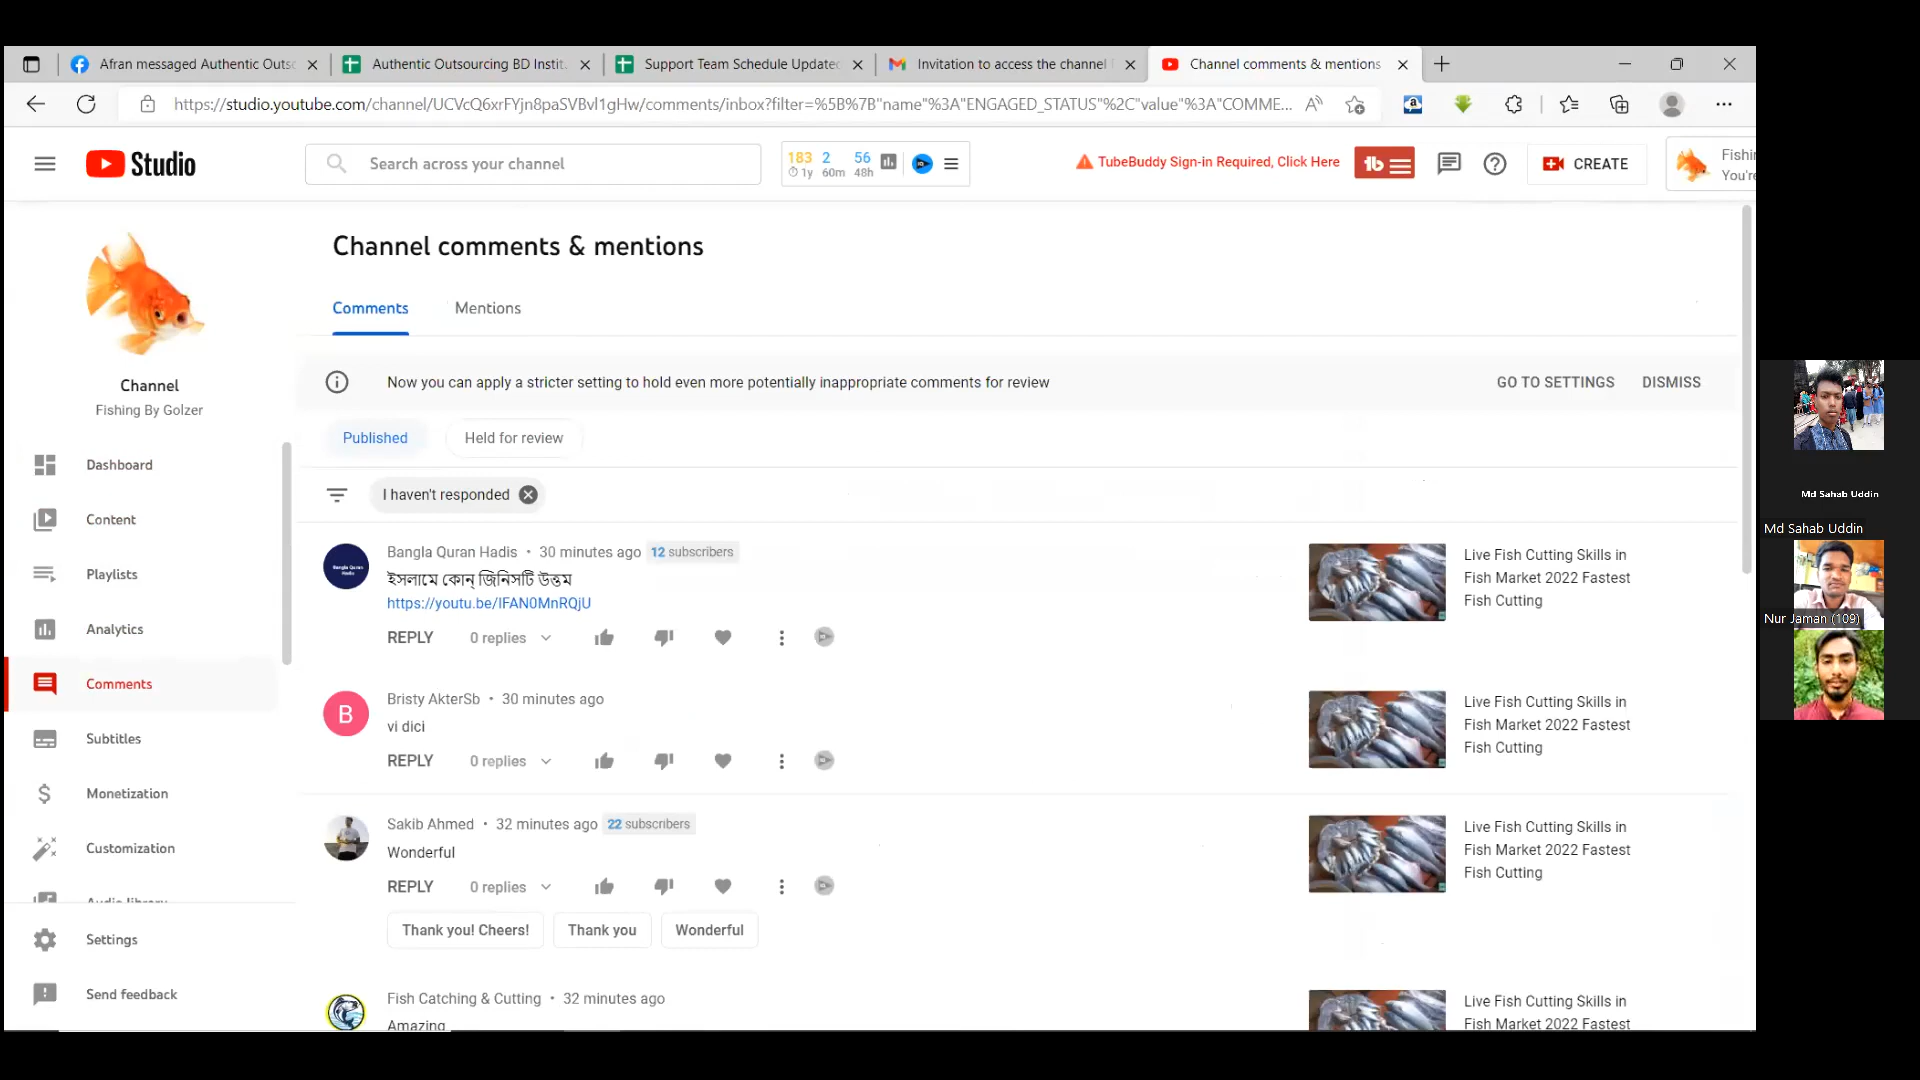 Afran messaged Authentic Outs
Authentic Outsourcing BD Instit
Support Team Schedule Updated
Invitation to access the channel
Channel comments & mentions
https://studio.youtube.com/channel/UCVcQ6xrFYjn8paSVBvl1gHw/comments/inbox?filter=%5B%7B"name"%3A"ENGAGED_STATUS"%2C"value"%3A"COMME...
Studio
Search across your channel
183 2 56
1y 60m 48h
TubeBuddy Sign-in Required, Click Here
tb
CREATE
Fishin
You're
Channel comments & mentions
Comments
Mentions
Channel
Fishing By Golzer
Now you can apply a stricter setting to hold even more potentially inappropriate comments for review
GO TO SETTINGS
DISMISS
Published
Held for review
I haven't responded
Dashboard
Content
Playlists
Analytics
Comments
Subtitles
Monetization
Customization
Audio library
Settings
Send feedback
Bangla Quran Hadis
Bangla Quran Hadis • 30 minutes ago 12 subscribers
ইসলামে কোন্ জিনিসটি উত্তম
https://youtu.be/IFAN0MnRQjU
REPLY 0 replies
Live Fish Cutting Skills in
Fish Market 2022 Fastest
Fish Cutting
B
Bristy AkterSb • 30 minutes ago
vi dici
REPLY 0 replies
Live Fish Cutting Skills in
Fish Market 2022 Fastest
Fish Cutting
Sakib Ahmed • 32 minutes ago 22 subscribers
Wonderful
REPLY 0 replies
Thank you! Cheers!
Thank you
Wonderful
Live Fish Cutting Skills in
Fish Market 2022 Fastest
Fish Cutting
Fish Catching & Cutting • 32 minutes ago
Amazing
Live Fish Cutting Skills in
Fish Market 2022 Fastest
Md Sahab Uddin
Md Sahab Uddin
Nur Jaman (109)